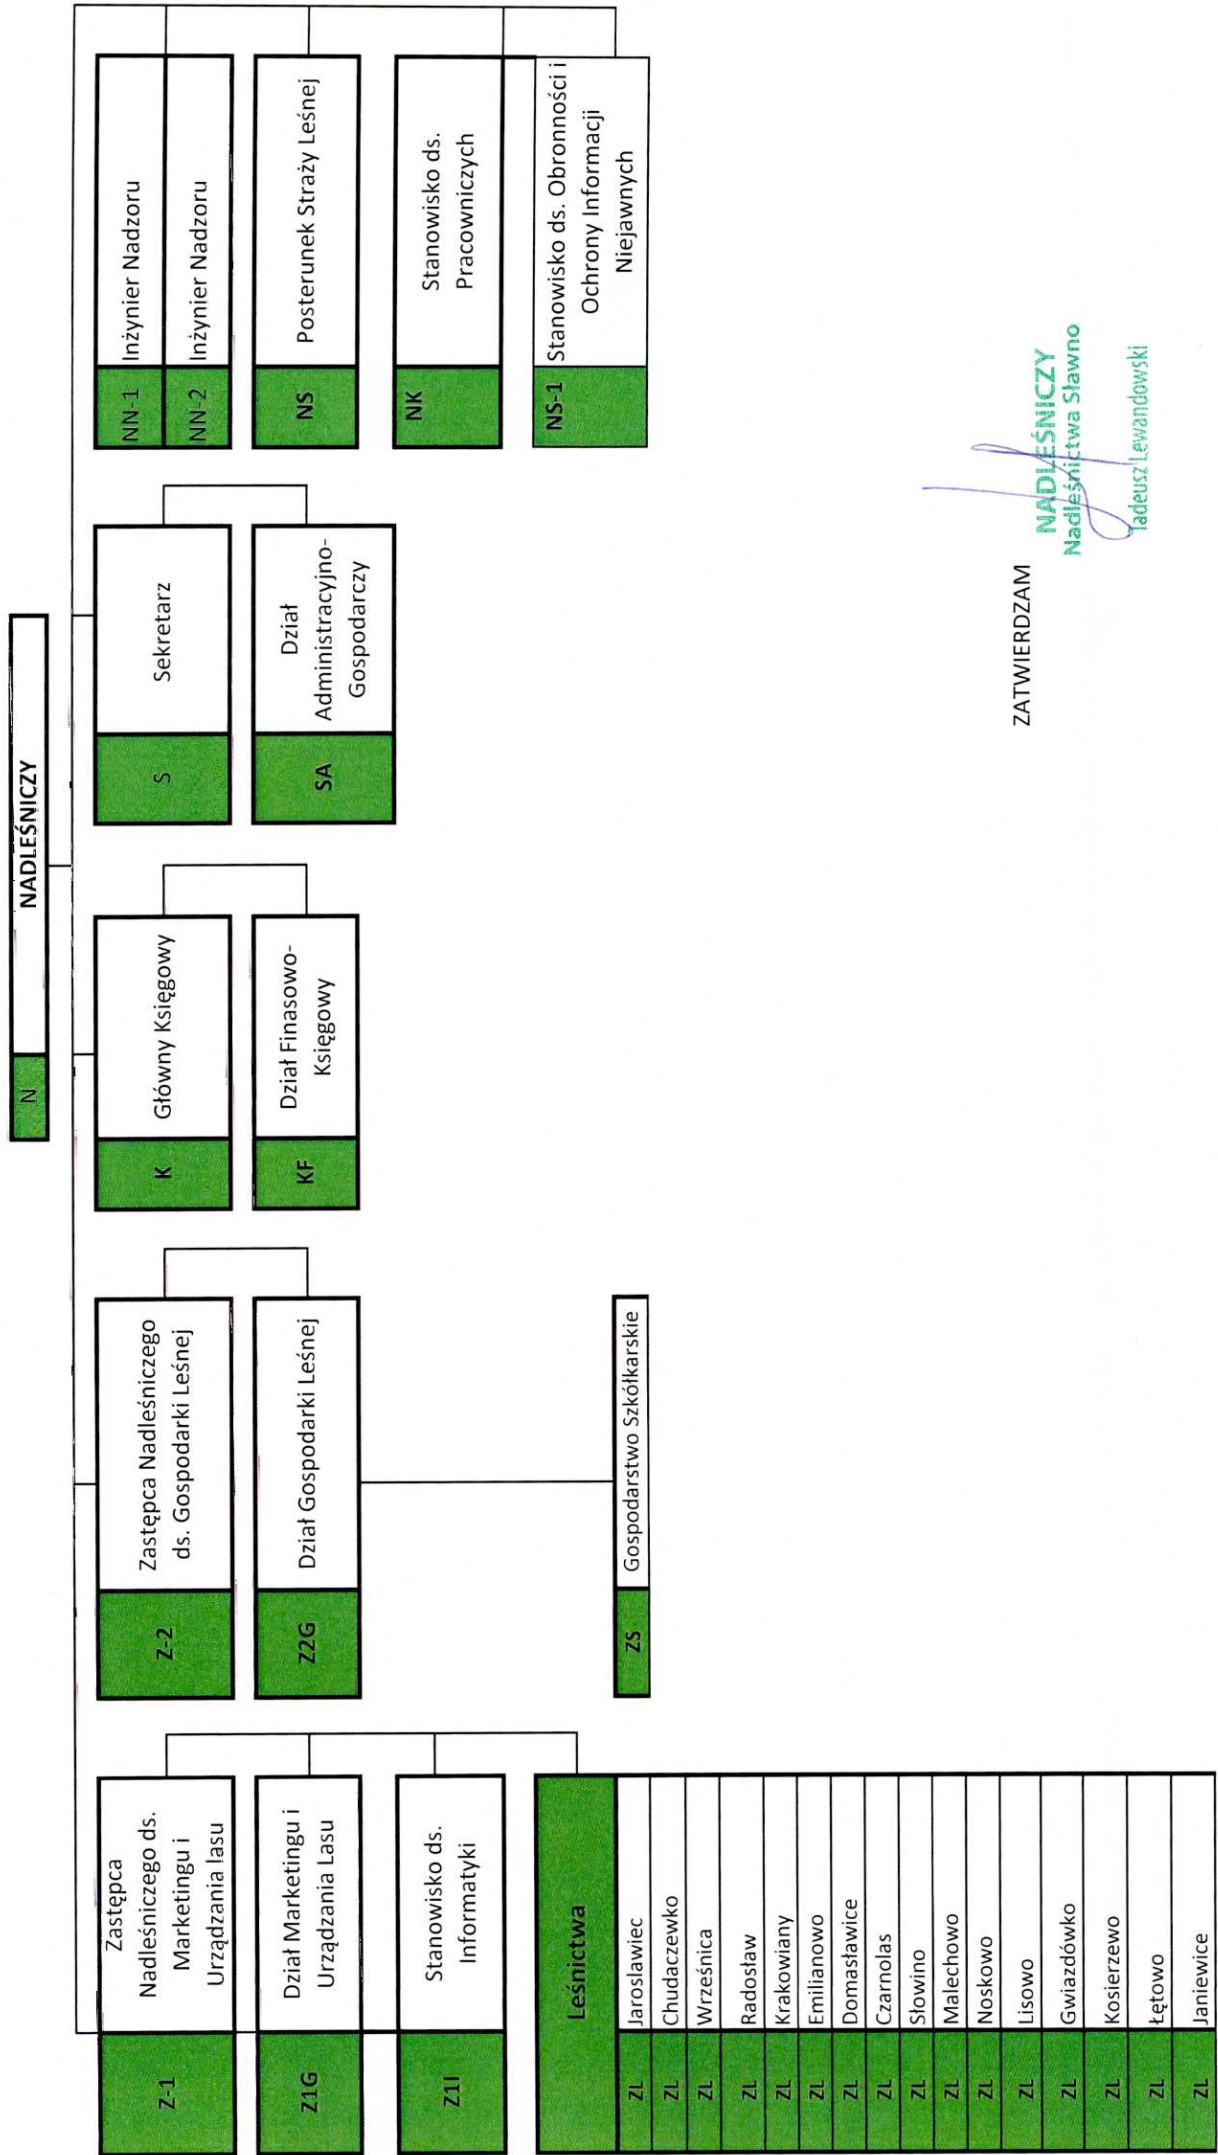 N
NADLEŚNICZY
Z-1
Zastępca
Nadleśniczego ds.
Marketingu i
Urządzania lasu
Z1G
Dział Marketingu i
Urządzania Lasu
Z1I
Stanowisko ds.
Informatyki
Leśnictwa
ZL Jarosławiec
ZL Chudaczewko
ZL Wrześnica
ZL Radosław
ZL Krakowiany
ZL Emilianowo
ZL Domasławice
ZL Czarnolas
ZL Słowino
ZL Malechowo
ZL Noskowo
ZL Lisowo
ZL Gwiazdówko
ZL Kosierzewo
ZL Łętowo
ZL Janiewice
Z-2
Zastępca Nadleśniczego
ds. Gospodarki Leśnej
Z2G
Dział Gospodarki Leśnej
ZS
Gospodarstwo Szkółkarskie
K
Główny Księgowy
KF
Dział Finasowo-
Księgowy
S
Sekretarz
SA
Dział
Administracyjno-
Gospodarczy
NN-1 Inżynier Nadzoru
NN-2 Inżynier Nadzoru
NS
Posterunek Straży Leśnej
NK
Stanowisko ds.
Pracowniczych
NS-1
Stanowisko ds. Obronności i
Ochrony Informacji
Niejawnych
ZATWIERDZAM
NADLEŚNICZY
Nadleśnictwa Sławno
Tadeusz Lewandowski